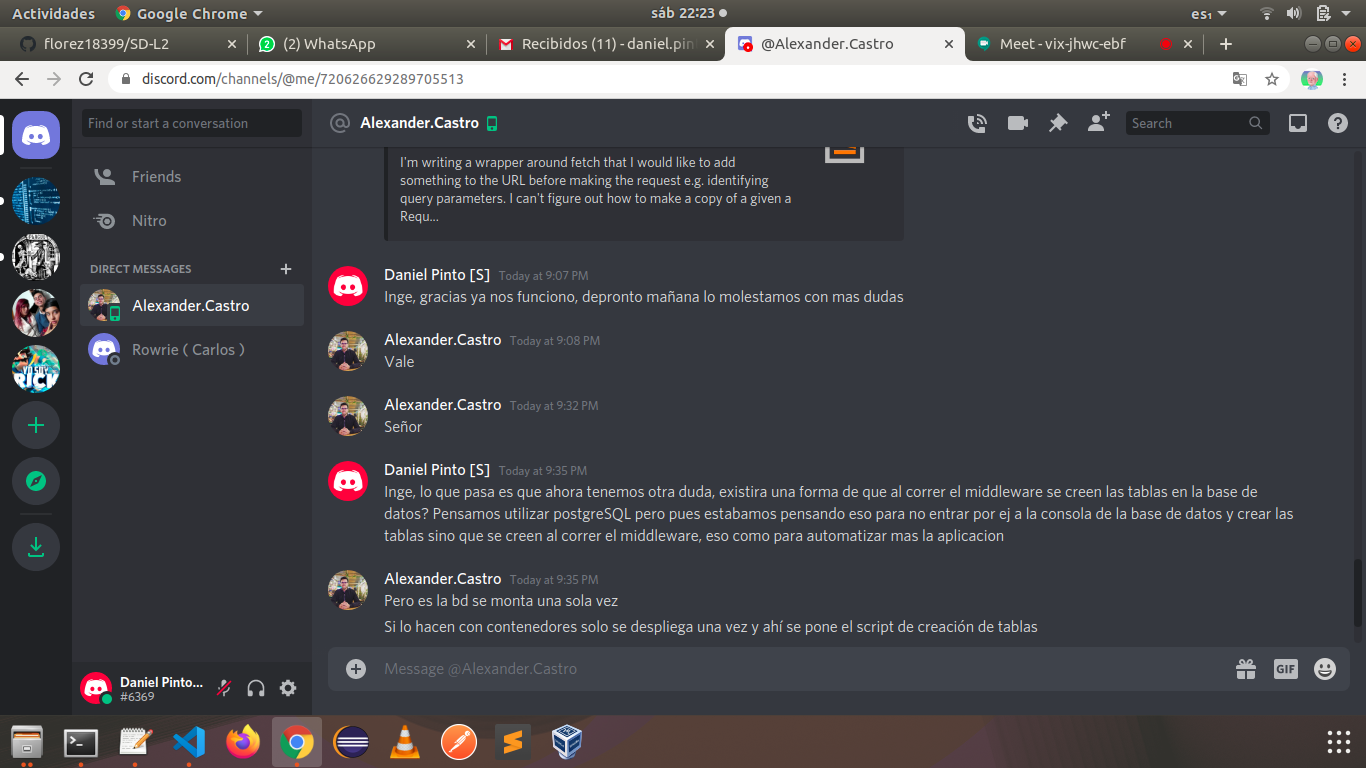 Actividades
Google Chrome
sáb 22:23
es₁
florez18399/SD-L2
(2) WhatsApp
Recibidos (11) - daniel.pin
@Alexander.Castro
Meet - vix-jhwc-ebf
discord.com/channels/@me/720626629289705513
Find or start a conversation
Friends
Nitro
DIRECT MESSAGES
Alexander.Castro
Rowrie ( Carlos )
YO SOY
RICK
Daniel Pinto...
#6369
Alexander.Castro
Search
I'm writing a wrapper around fetch that I would like to add
something to the URL before making the request e.g. identifying
query parameters. I can't figure out how to make a copy of a given a
Requ...
Daniel Pinto [S] Today at 9:07 PM
Inge, gracias ya nos funciono, depronto mañana lo molestamos con mas dudas
Alexander.Castro Today at 9:08 PM
Vale
Alexander.Castro Today at 9:32 PM
Señor
Daniel Pinto [S] Today at 9:35 PM
Inge, lo que pasa es que ahora tenemos otra duda, existira una forma de que al correr el middleware se creen las tablas en la base de
datos? Pensamos utilizar postgreSQL pero pues estabamos pensando eso para no entrar por ej a la consola de la base de datos y crear las
tablas sino que se creen al correr el middleware, eso como para automatizar mas la aplicacion
Alexander.Castro Today at 9:35 PM
Pero es la bd se monta una sola vez
Si lo hacen con contenedores solo se despliega una vez y ahí se pone el script de creación de tablas
Message @Alexander.Castro
GIF